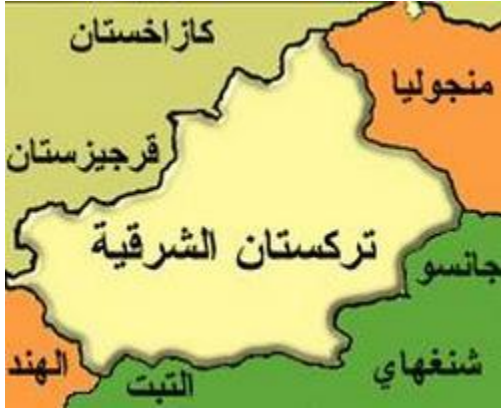 كازاخستان
منجوليا
قرجيزستان
تركستان الشرقية
جانسو
شنغهاي
الهند
التبت